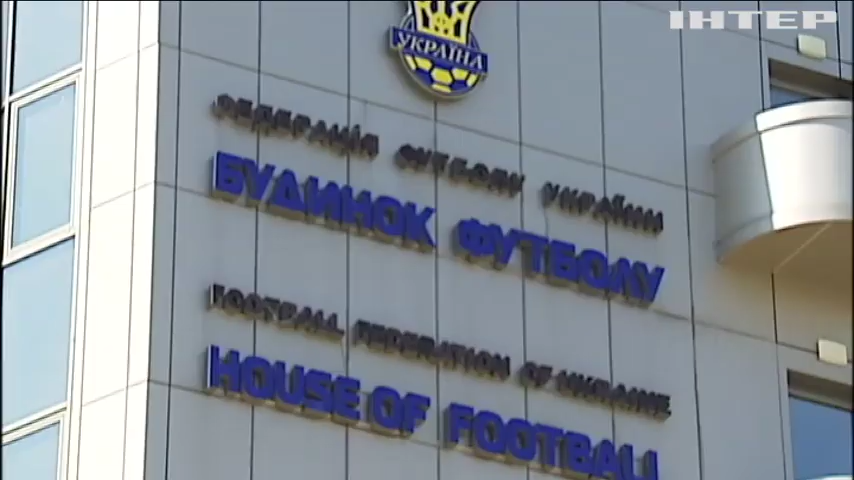 ІНТЕР
УКРАЇНА
ФЕДЕРАЦІЯ ФУТБОЛУ УКРАЇНИ
БУДИНОК ФУТБОЛУ
FOOTBALL FEDERATION OF UKRAINE
HOUSE OF FOOTBALL